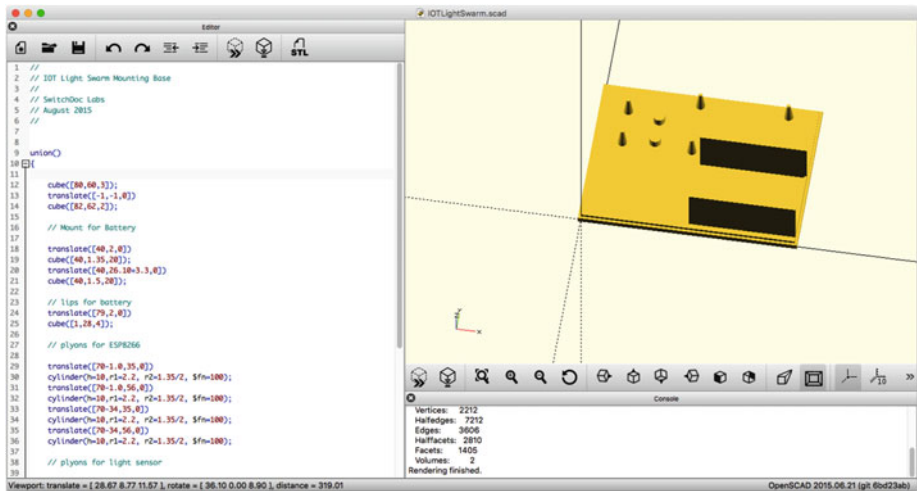 IOTLightSwarm.scad
Editor
STL
1 //
2 // IOT Light Swarm Mounting Base
3 //
4 // SwitchDoc Labs
5 // August 2015
6 //
7
8
9 union()
10 {
11
12 cube([80,60,3]);
13 translate([-1,-1,0])
14 cube([82,62,2]);
15
16 // Mount for Battery
17
18 translate([40,2,0])
19 cube([40,1.35,20]);
20 translate([40,26.10+3.3,0])
21 cube([40,1.5,20]);
22
23 // lips for battery
24 translate([79,2,0])
25 cube([1,28,4]);
26
27 // plyons for ESP8266
28
29 translate([70-1.0,35,0])
30 cylinder(h=10,r1=2.2, r2=1.35/2, $fn=100);
31 translate([70-1.0,56,0])
32 cylinder(h=10,r1=2.2, r2=1.35/2, $fn=100);
33 translate([70-34,35,0])
34 cylinder(h=10,r1=2.2, r2=1.35/2, $fn=100);
35 translate([70-34,56,0])
36 cylinder(h=10,r1=2.2, r2=1.35/2, $fn=100);
37
38 // plyons for light sensor
39
Y
x
10
Console
Vertices: 2212
Halfedges: 7212
Edges: 3606
Halffacets: 2810
Facets: 1405
Volumes: 2
Rendering finished.
Viewport: translate = [ 28.67 8.77 11.57 ], rotate = [ 36.10 0.00 8.90 ], distance = 319.01
OpenSCAD 2015.06.21 (git 6bd23ab)